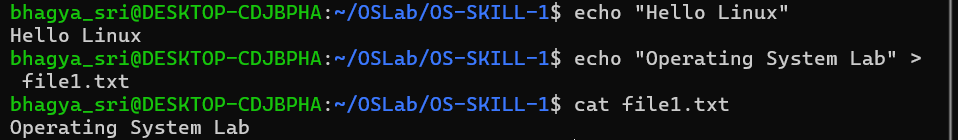 bhagya_sri@DESKTOP-CDJBPHA:~/OSLab/OS-SKILL-1$ echo "Hello Linux"
Hello Linux
bhagya_sri@DESKTOP-CDJBPHA:~/OSLab/OS-SKILL-1$ echo "Operating System Lab" >
 file1.txt
bhagya_sri@DESKTOP-CDJBPHA:~/OSLab/OS-SKILL-1$ cat file1.txt
Operating System Lab